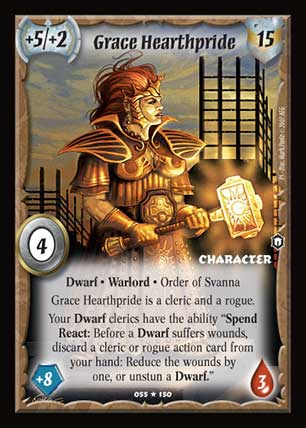 +5/+2
Grace Hearthpride
15
4
CHARACTER
Dwarf • Warlord • Order of Svanna
Grace Hearthpride is a cleric and a rogue.
Your Dwarf clerics have the ability “Spend
React: Before a Dwarf suffers wounds,
discard a cleric or rogue action card from
your hand: Reduce the wounds by
one, or unstun a Dwarf.”
+8
3
055 ★ 150